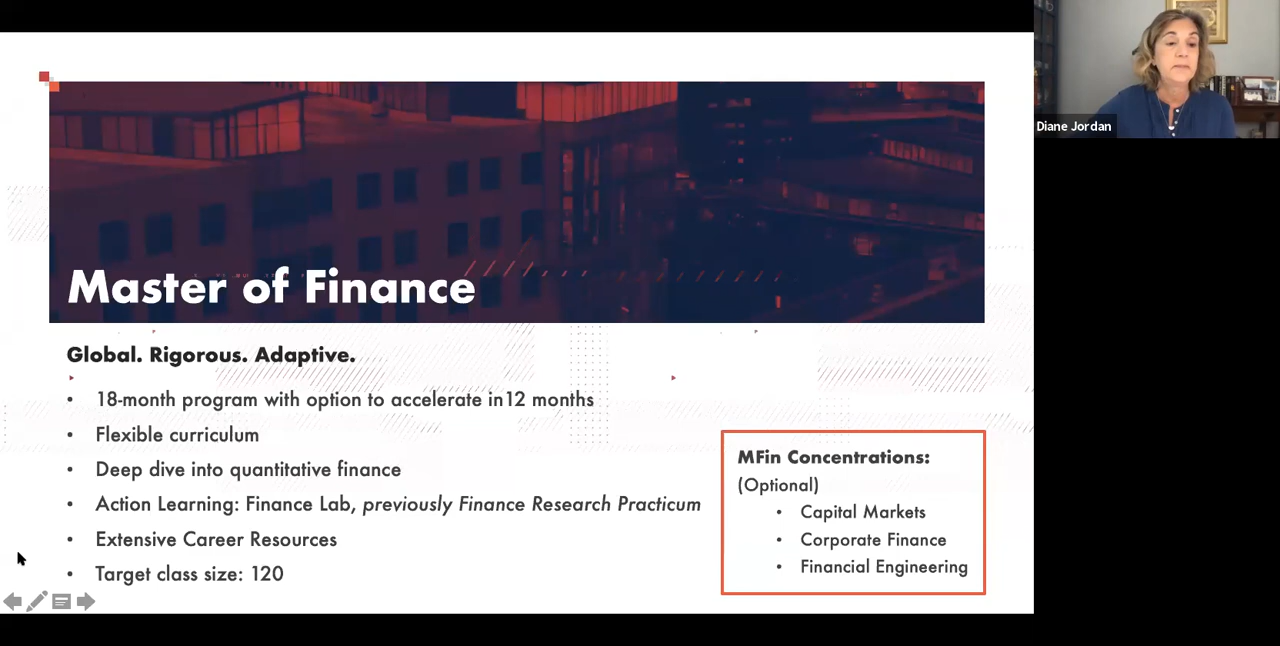 Master of Finance
Global. Rigorous. Adaptive.
• 18-month program with option to accelerate in12 months
• Flexible curriculum
• Deep dive into quantitative finance
• Action Learning: Finance Lab, previously Finance Research Practicum
• Extensive Career Resources
• Target class size: 120
MFin Concentrations:
(Optional)
• Capital Markets
• Corporate Finance
• Financial Engineering
Diane Jordan